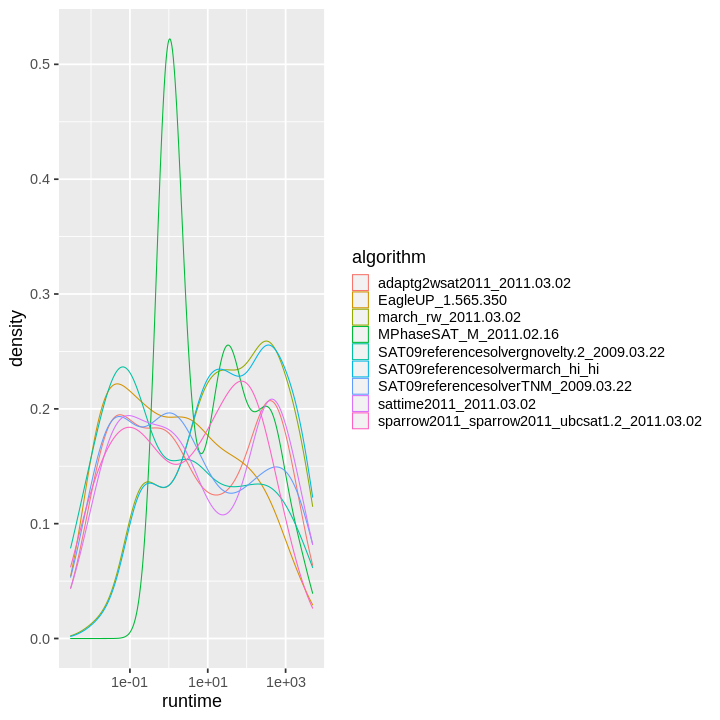 density
0.5
0.4
0.3
0.2
0.1
0.0
1e-01 1e+01 1e+03
runtime
algorithm
adaptg2wsat2011_2011.03.02
EagleUP_1.565.350
march_rw_2011.03.02
MPhaseSAT_M_2011.02.16
SAT09referencesolvergnovelty.2_2009.03.22
SAT09referencesolvermarch_hi_hi
SAT09referencesolverTNM_2009.03.22
sattime2011_2011.03.02
sparrow2011_sparrow2011_ubcsat1.2_2011.03.02